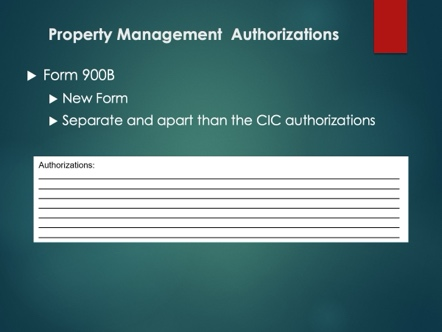 Property Management Authorizations
Form 900B
New Form
Separate and apart than the CIC authorizations
Authorizations: